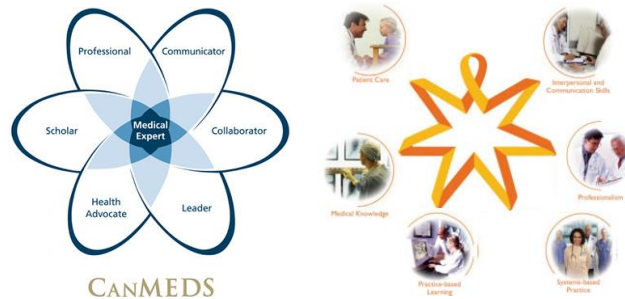 Professional
Communicator
Scholar
Medical
Expert
Collaborator
Health
Advocate
Leader
CANMEDS
Patient Care
Interpersonal and
Communication Skills
Medical Knowledge
Professionalism
Practice-based
Learning
Systems-based
Practice